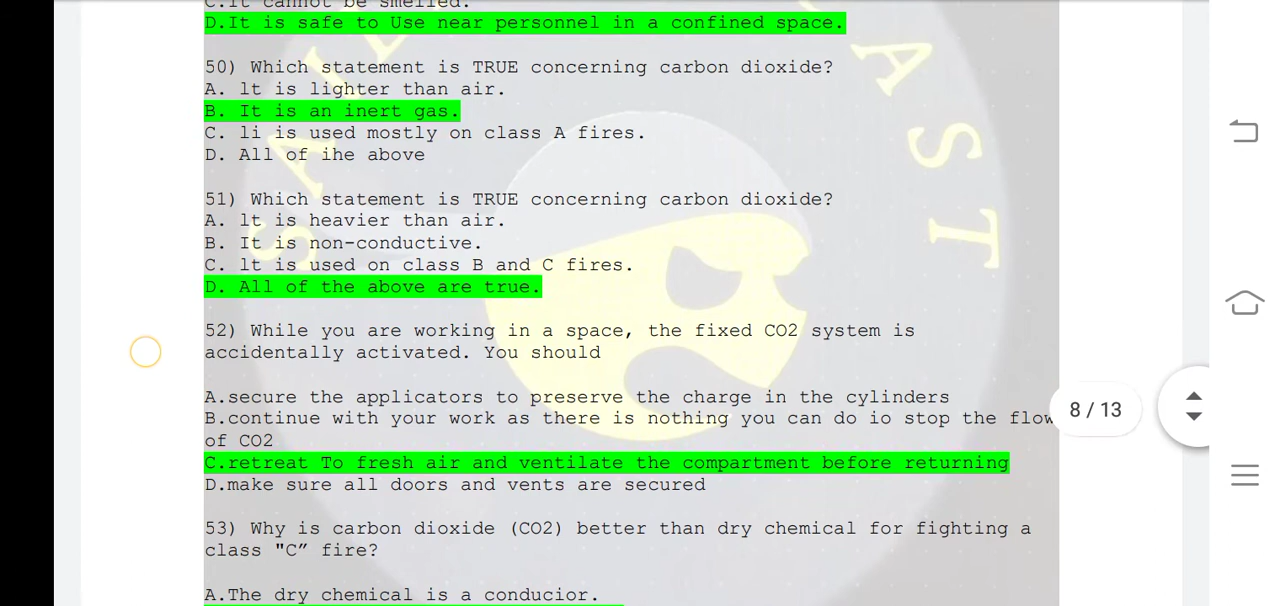 C.It cannot be smelled.
D.It is safe to Use near personnel in a confined space.
50) Which statement is TRUE concerning carbon dioxide?
A. lt is lighter than air.
B. It is an inert gas.
C. li is used mostly on class A fires.
D. All of ihe above
51) Which statement is TRUE concerning carbon dioxide?
A. lt is heavier than air.
B. It is non-conductive.
C. lt is used on class B and C fires.
D. All of the above are true.
52) While you are working in a space, the fixed CO2 system is
accidentally activated. You should
A.secure the applicators to preserve the charge in the cylinders
B.continue with your work as there is nothing you can do io stop the flow
of CO2
C.retreat To fresh air and ventilate the compartment before returning
D.make sure all doors and vents are secured
53) Why is carbon dioxide (CO2) better than dry chemical for fighting a
class "C” fire?
A.The dry chemical is a conducior.
8 / 13